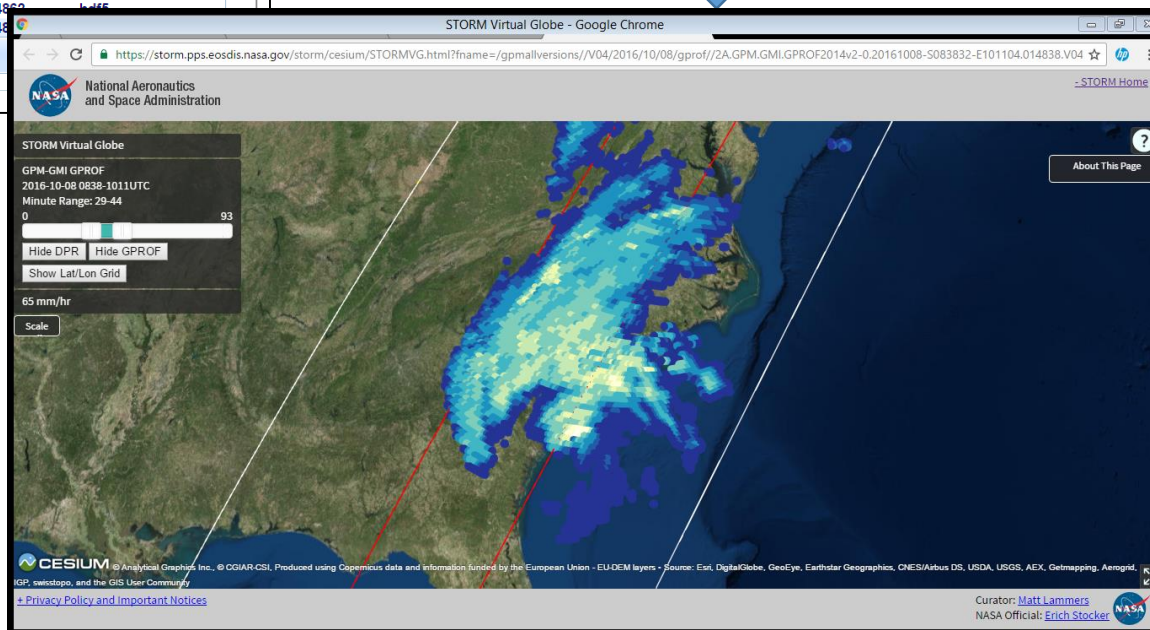 hdf5
STORM Virtual Globe - Google Chrome
https://storm.pps.eosdis.nasa.gov/storm/cesium/STORMVG.html?fname=/gpmallversions//V04/2016/10/08/gprof//2A.GPM.GMI.GPROF2014v2-0.20161008-S083832-E101104.014838.V04
hp
NASA
National Aeronautics
and Space Administration
- STORM Home
STORM Virtual Globe
GPM-GMI GPROF
2016-10-08 0838-1011UTC
Minute Range: 29-44
0 93
Hide DPR Hide GPROF
Show Lat/Lon Grid
65 mm/hr
Scale
?
About This Page
CESIUM © Analytical Graphics Inc., © CGIAR-CSI, Produced using Copernicus data and information funded by the European Union - EU-DEM layers - Source: Esri, DigitalGlobe, GeoEye, Earthstar Geographics, CNES/Airbus DS, USDA, USGS, AEX, Getmapping, Aerogrid,
IGP, swisstopo, and the GIS User Community
+ Privacy Policy and Important Notices
Curator: Matt Lammers
NASA Official: Erich Stocker
NASA